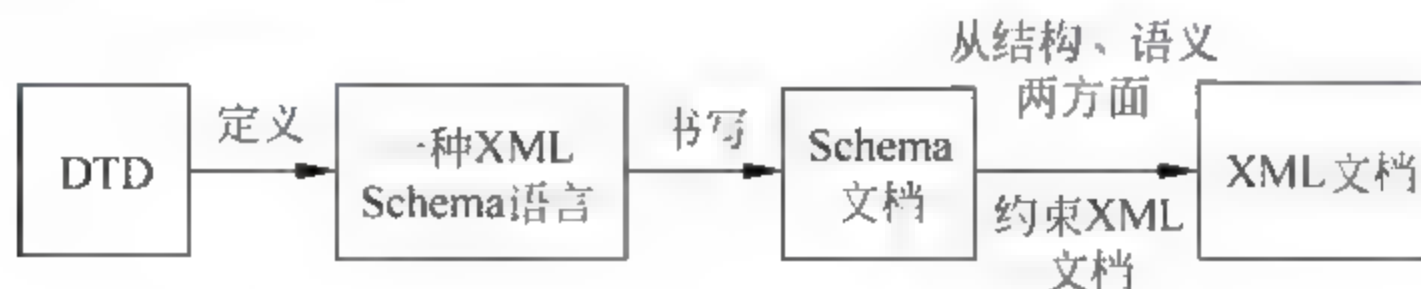 DTD
定义
一种XML
Schema语言
书写
Schema
文档
从结构、语义
两方面
约束XML
文档
XML文档